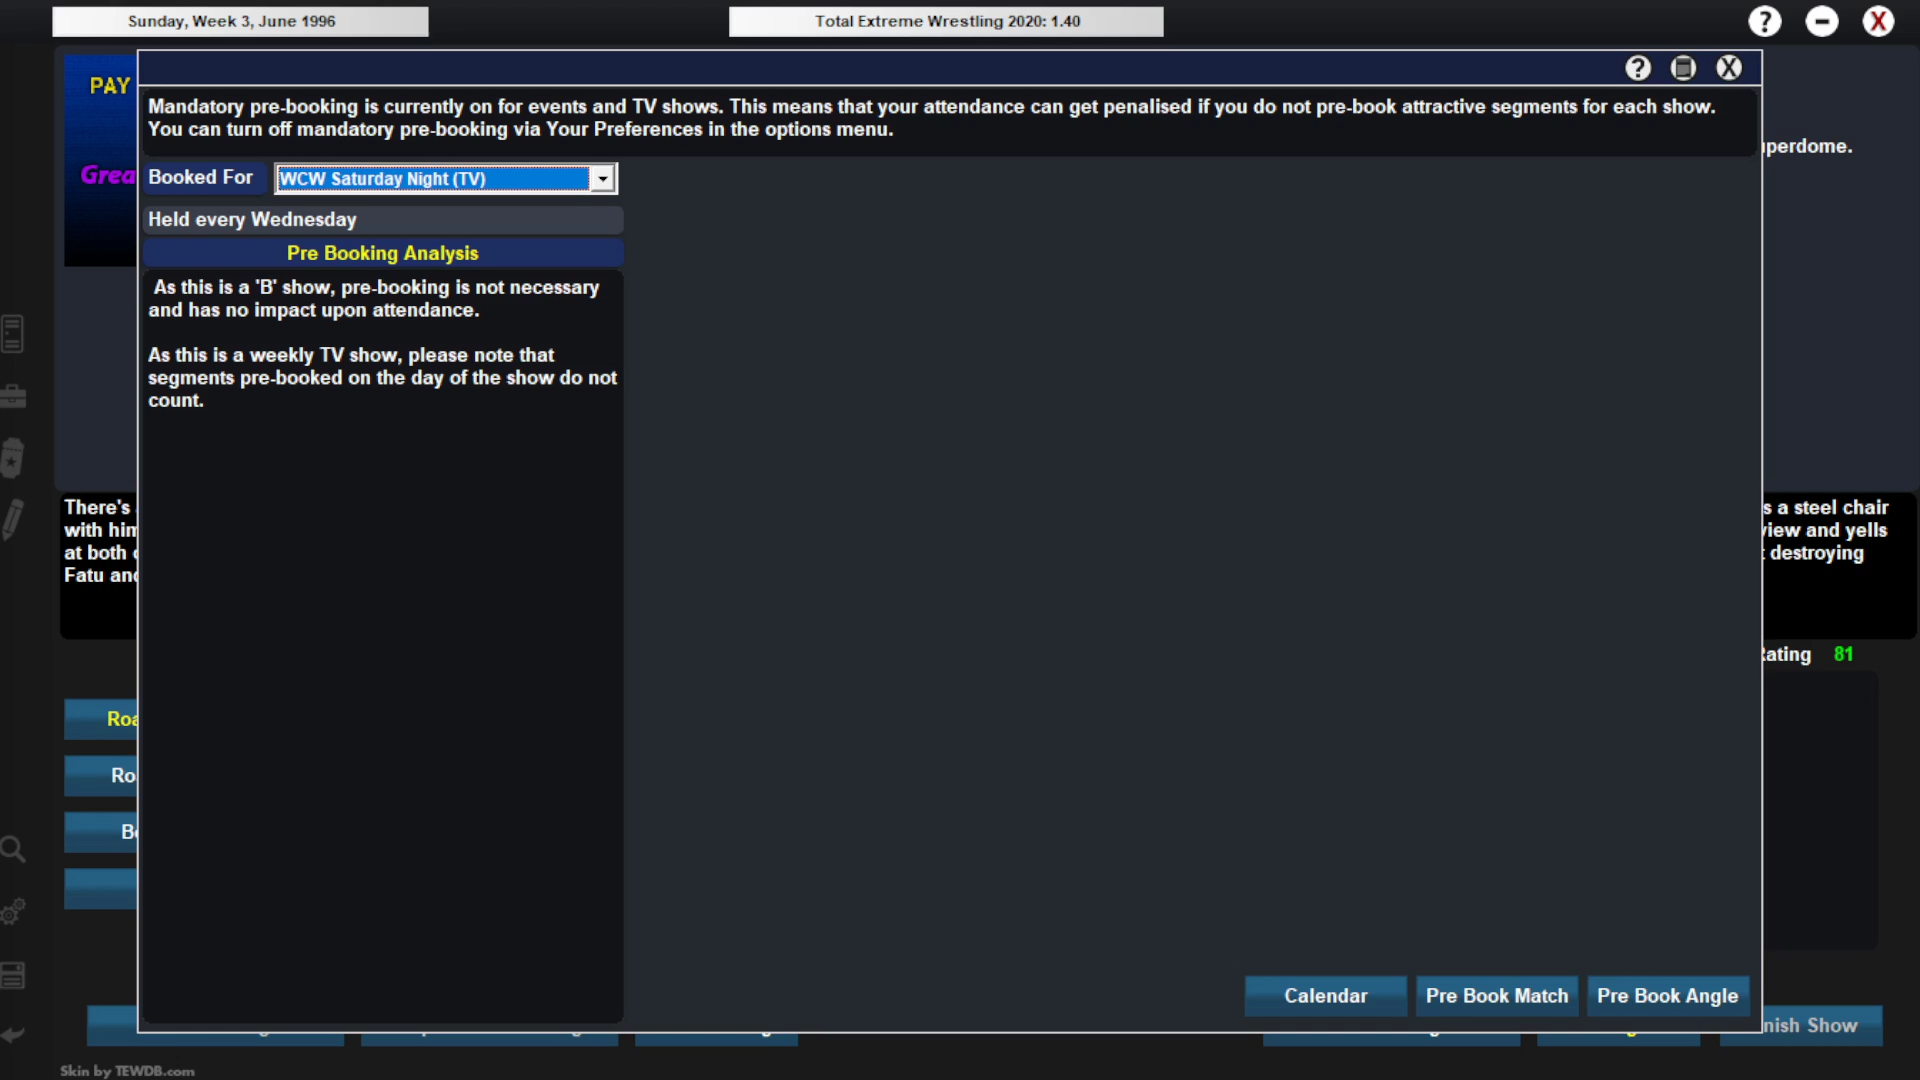 Sunday, Week 3, June 1996
Total Extreme Wrestling 2020: 1.40
PAY
Mandatory pre-booking is currently on for events and TV shows. This means that your attendance can get penalised if you do not pre-book attractive segments for each show.
You can turn off mandatory pre-booking via Your Preferences in the options menu.
perdome.
Grea
Booked For
WCW Saturday Night (TV)
Held every Wednesday
Pre Booking Analysis
As this is a 'B' show, pre-booking is not necessary
and has no impact upon attendance.
As this is a weekly TV show, please note that
segments pre-booked on the day of the show do not
count.
There's
with him
at both
Fatu and
s a steel chair
view and yells
destroying
ating 81
Roa
Ro
Calendar
Pre Book Match
Pre Book Angle
nish Show
Skin by TEWDB.com